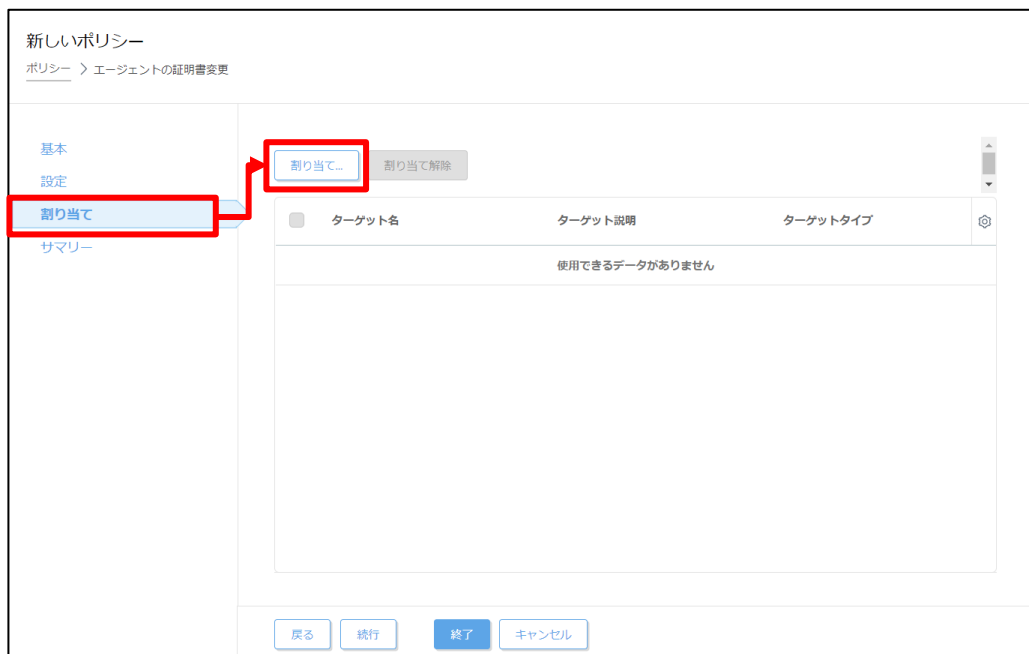 新しいポリシー
ポリシー > エージェントの証明書変更
基本
設定
割り当て
サマリー
割り当て... 割り当て解除
ターゲット名 ターゲット説明 ターゲットタイプ
使用できるデータがありません
戻る 続行 終了 キャンセル